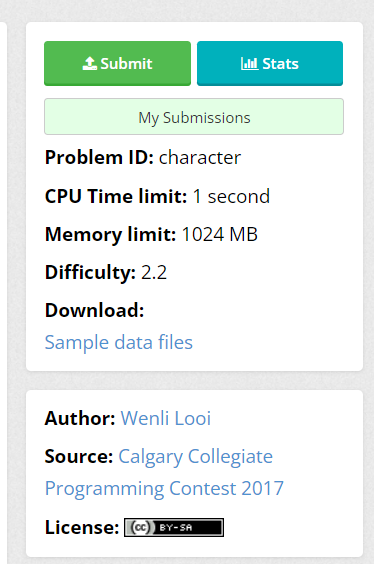 Submit
Stats
My Submissions
Problem ID: character
CPU Time limit: 1 second
Memory limit: 1024 MB
Difficulty: 2.2
Download:
Sample data files
Author: Wenli Looi
Source: Calgary Collegiate
Programming Contest 2017
License: (cc) BY-SA